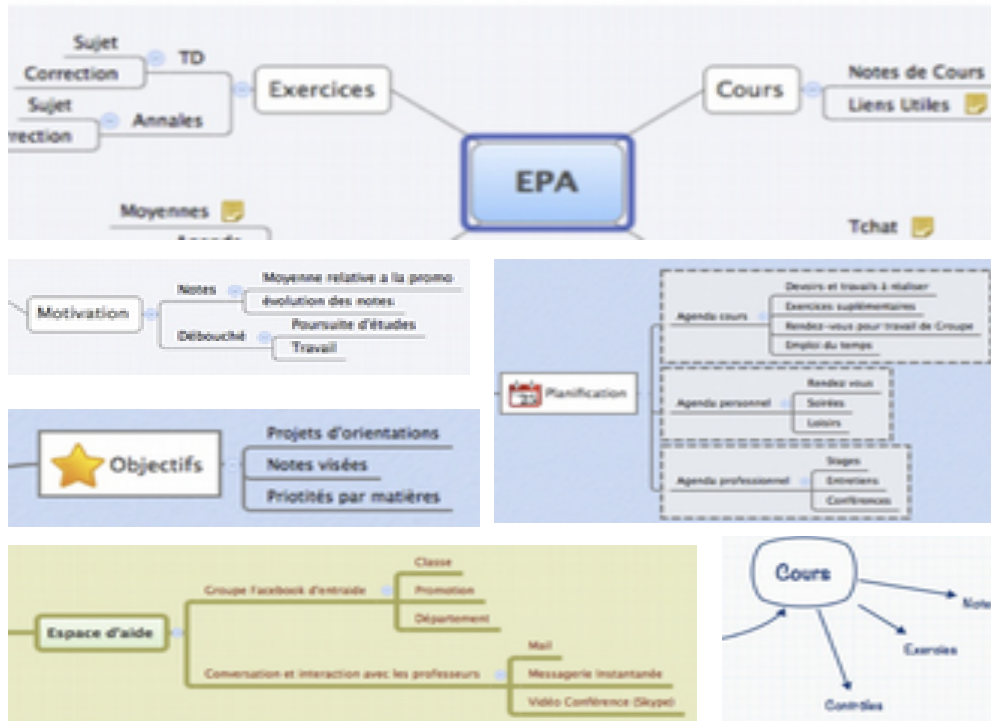 Sujet
TD
Correction
Exercices
Sujet
Annales
rrection
Cours
Notes de Cours
Liens Utiles
EPA
Moyennes
Tchat
Motivation
Notes
Moyenne relative a la promo
évolution des notes
Débouché
Poursuite d'études
Travail
Planification
Agenda cours
Devoirs et travails à réaliser
Exercices suplémentaires
Rendez-vous pour travail de Groupe
Emploi du temps
Agenda personnel
Rendez vous
Soirées
Loisirs
Agenda professionnel
Stages
Entretiens
Conférences
Objectifs
Projets d'orientations
Notes visées
Priotités par matières
Espace d'aide
Groupe Facebook d'entraide
Classe
Promotion
Département
Conversation et interaction avec les professeurs
Mail
Messagerie Instantanée
Vidéo Conférence (Skype)
Cours
Note
Exercies
Contrôles